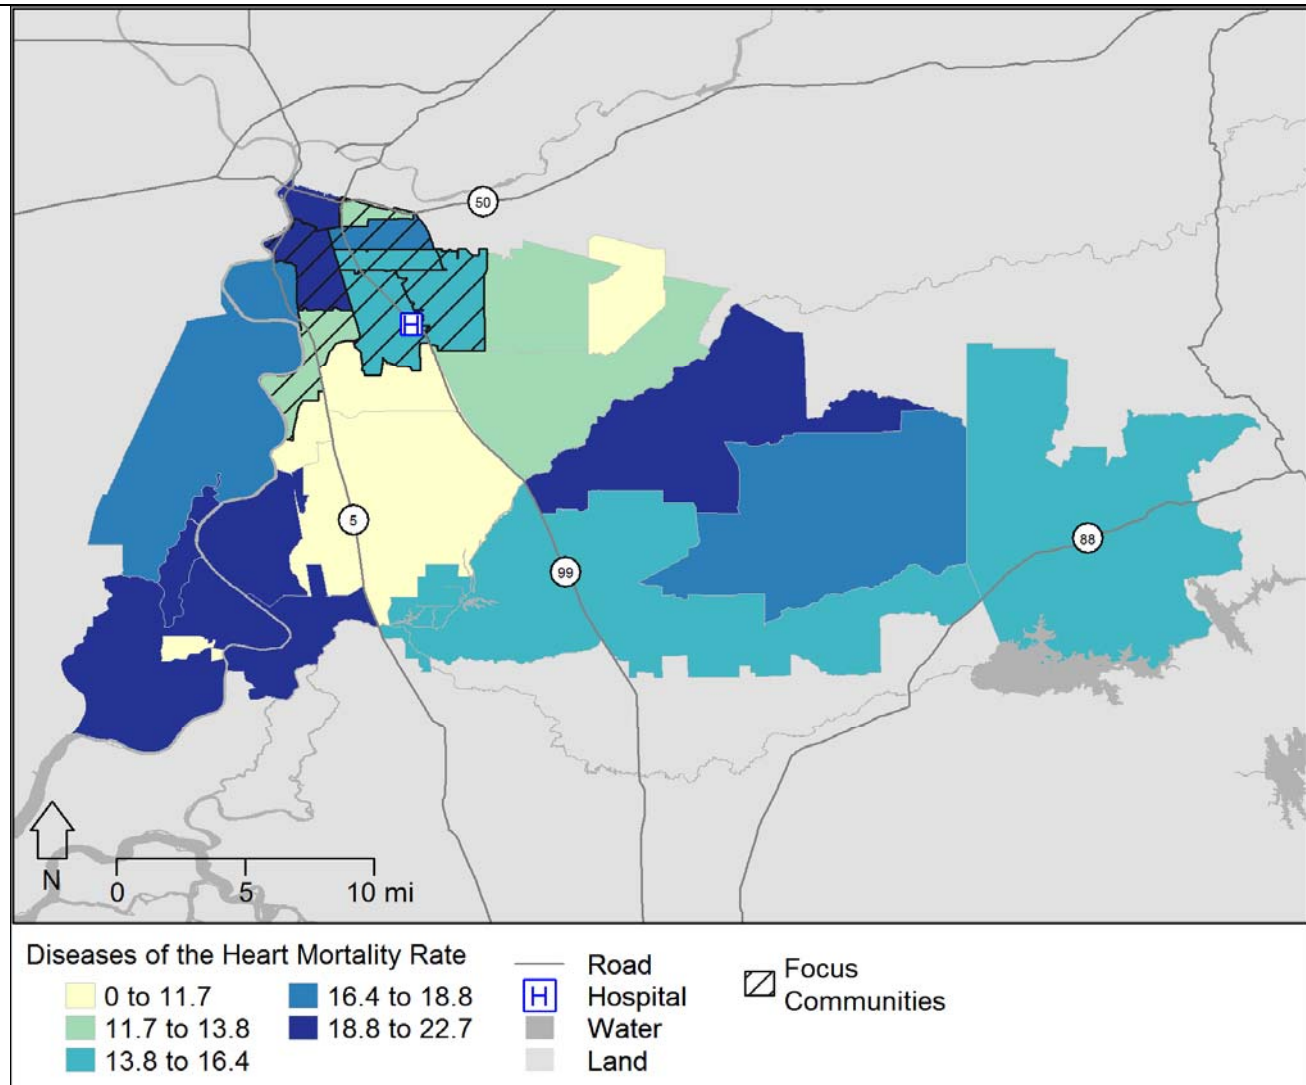 50
H
5
99
88
N
0 5 10 mi
Diseases of the Heart Mortality Rate
0 to 11.7
11.7 to 13.8
13.8 to 16.4
16.4 to 18.8
18.8 to 22.7
Road
H Hospital
Water
Land
Focus
Communities